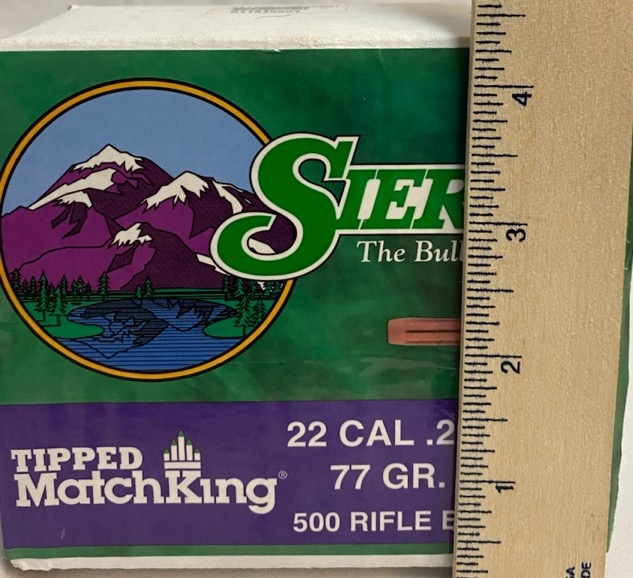 SIER
The Bull
22 CAL .2
TIPPED
MatchKing®
77 GR.
500 RIFLE
4
3
2
1